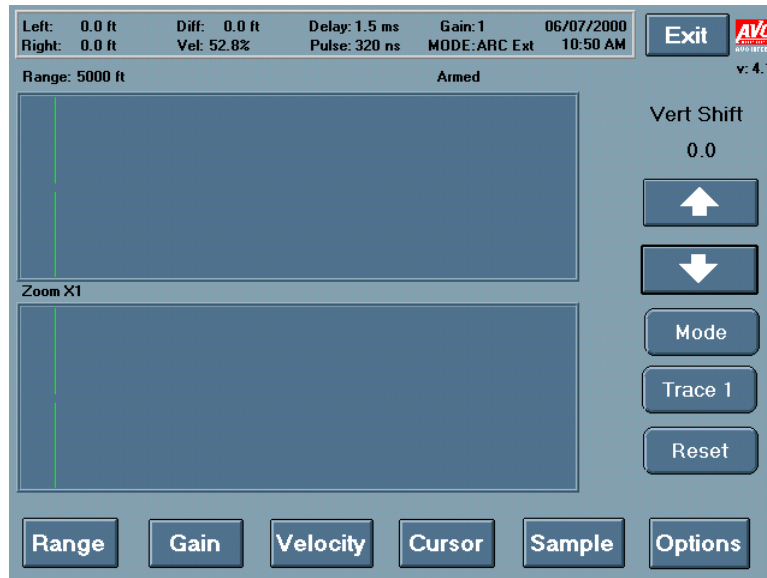 Left: 0.0 ft Diff: 0.0 ft Delay: 1.5 ms Gain: 1 06/07/2000
Right: 0.0 ft Vel: 52.8% Pulse: 320 ns MODE:ARC Ext 10:50 AM
Exit
Range: 5000 ft Armed
Vert Shift
0.0
Zoom X1
Mode
Trace 1
Reset
Range Gain Velocity Cursor Sample Options